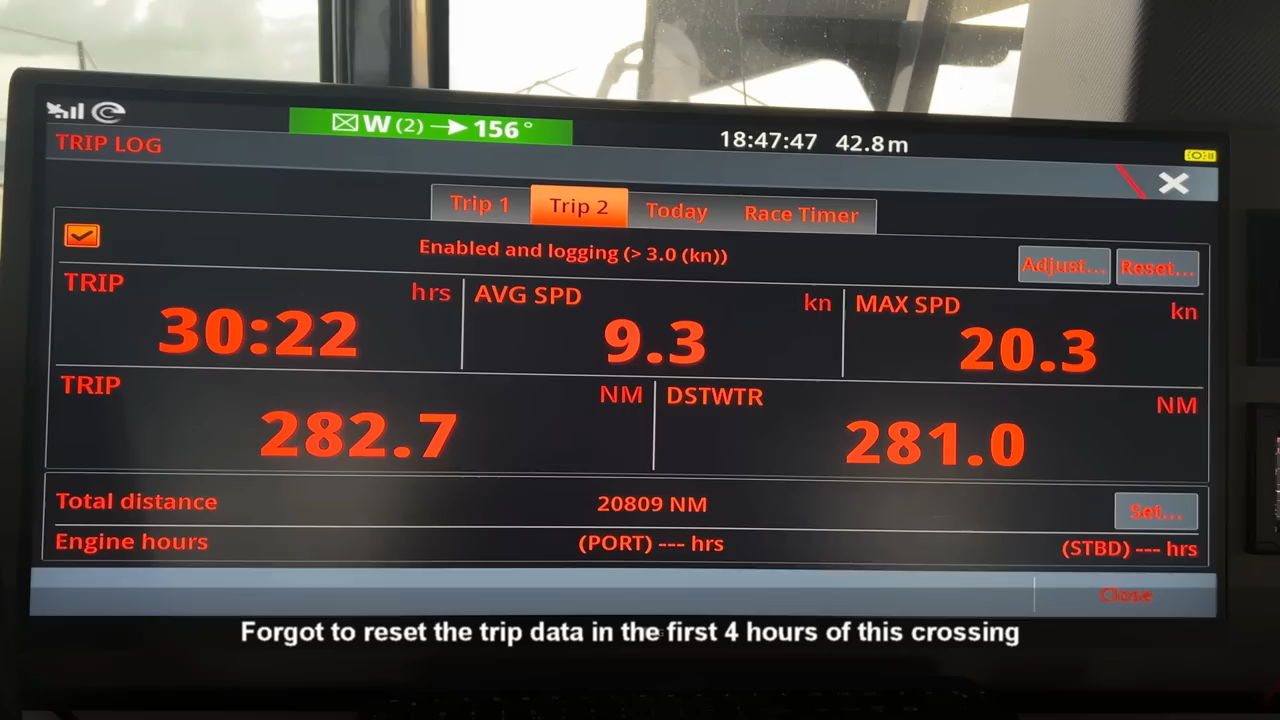 W (2) → 156°
18:47:47 42.8m
TRIP LOG
Trip 1 Trip 2 Today Race Timer
Enabled and logging (> 3.0 (kn))
Adjust... Reset...
TRIP hrs AVG SPD kn MAX SPD kn
30:22 9.3 20.3
TRIP NM DSTWTR NM
282.7 281.0
Total distance 20809 NM Set...
Engine hours (PORT) --- hrs (STBD) --- hrs
Close
Forgot to reset the trip data in the first 4 hours of this crossing